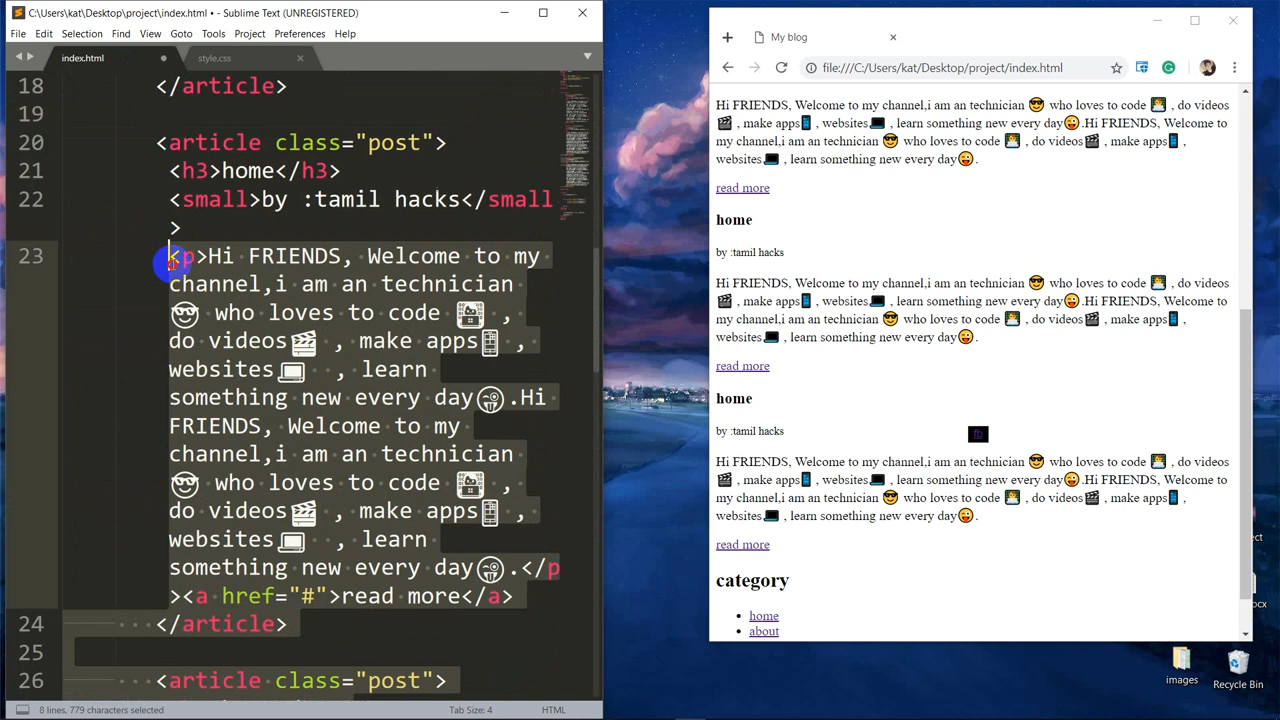 C:\Users\kat\Desktop\project\index.html • - Sublime Text (UNREGISTERED)
File Edit Selection Find View Goto Tools Project Preferences Help
index.html
style.css
18 </article>
19
20 <article class="post">
21 <h3>home</h3>
22 <small>by :tamil hacks</small
>
23 <p>Hi FRIENDS, Welcome to my
channel,i am an technician
😎 who loves to code 👩‍💻 ,
do videos🎬 , make apps📱 ,
websites💻 , learn
something new every day😜.Hi
FRIENDS, Welcome to my
channel,i am an technician
😎 who loves to code 👩‍💻 ,
do videos🎬 , make apps📱 ,
websites💻 , learn
something new every day😜.</p
><a href="#">read more</a>
24 </article>
25
26 <article class="post">
8 lines, 779 characters selected
Tab Size: 4
HTML
My blog
file:///C:/Users/kat/Desktop/project/index.html
Hi FRIENDS, Welcome to my channel,i am an technician 😎 who loves to code 👩‍💻 , do videos
🎬 , make apps📱 , websites💻 , learn something new every day😜.Hi FRIENDS, Welcome to
my channel,i am an technician 😎 who loves to code 👩‍💻 , do videos🎬 , make apps📱 ,
websites💻 , learn something new every day😜.
read more
home
by :tamil hacks
Hi FRIENDS, Welcome to my channel,i am an technician 😎 who loves to code 👩‍💻 , do videos
🎬 , make apps📱 , websites💻 , learn something new every day😜.Hi FRIENDS, Welcome to
my channel,i am an technician 😎 who loves to code 👩‍💻 , do videos🎬 , make apps📱 ,
websites💻 , learn something new every day😜.
read more
home
by :tamil hacks
Hi FRIENDS, Welcome to my channel,i am an technician 😎 who loves to code 👩‍💻 , do videos
🎬 , make apps📱 , websites💻 , learn something new every day😜.Hi FRIENDS, Welcome to
my channel,i am an technician 😎 who loves to code 👩‍💻 , do videos🎬 , make apps📱 ,
websites💻 , learn something new every day😜.
read more
category
home
about
images
Recycle Bin